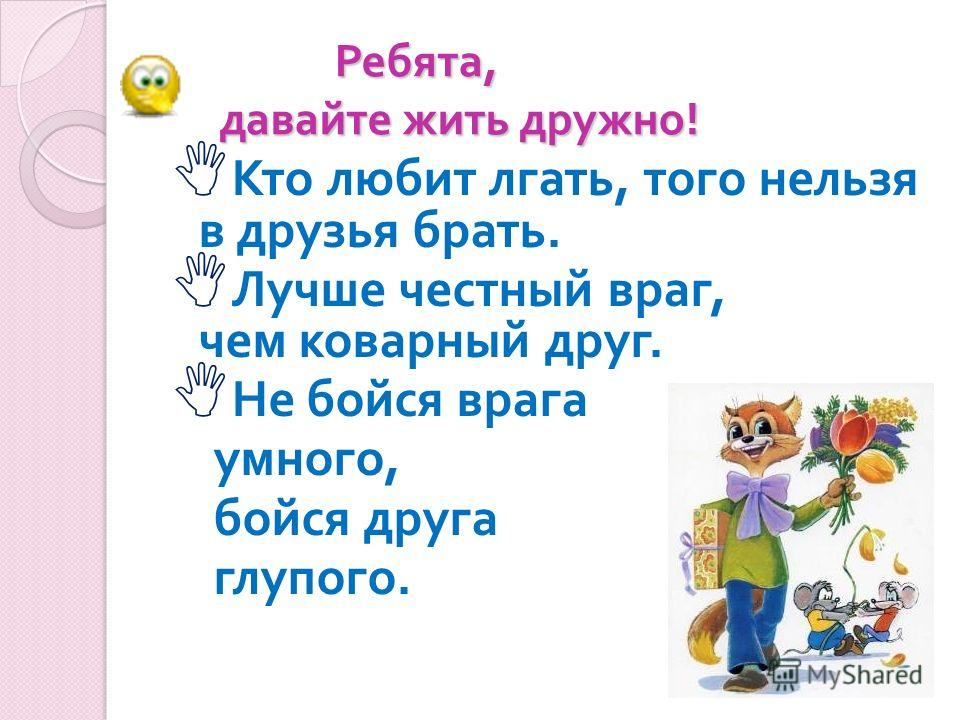 Ребята,
давайте жить дружно!
Кто любит лгать, того нельзя
в друзья брать.
Лучше честный враг,
чем коварный друг.
Не бойся врага
умного,
бойся друга
глупого.
MyShared